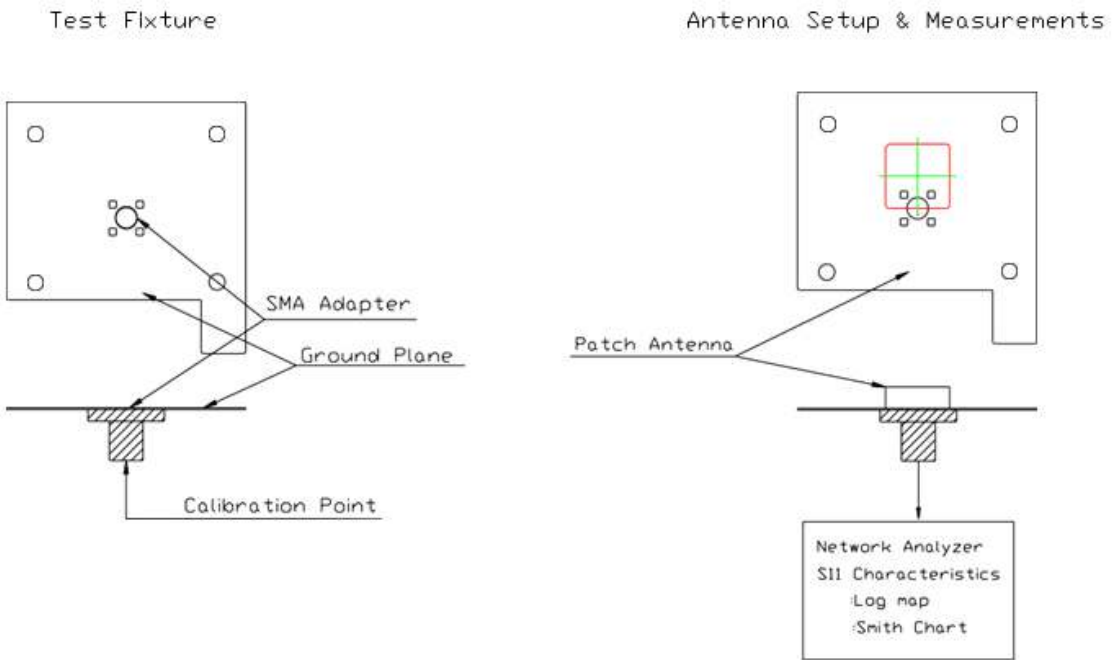 Test Fixture
Antenna Setup & Measurements
SMA Adapter
Ground Plane
Patch Antenna
Calibration Point
Network Analyzer
S11 Characteristics
:Log map
:Smith Chart